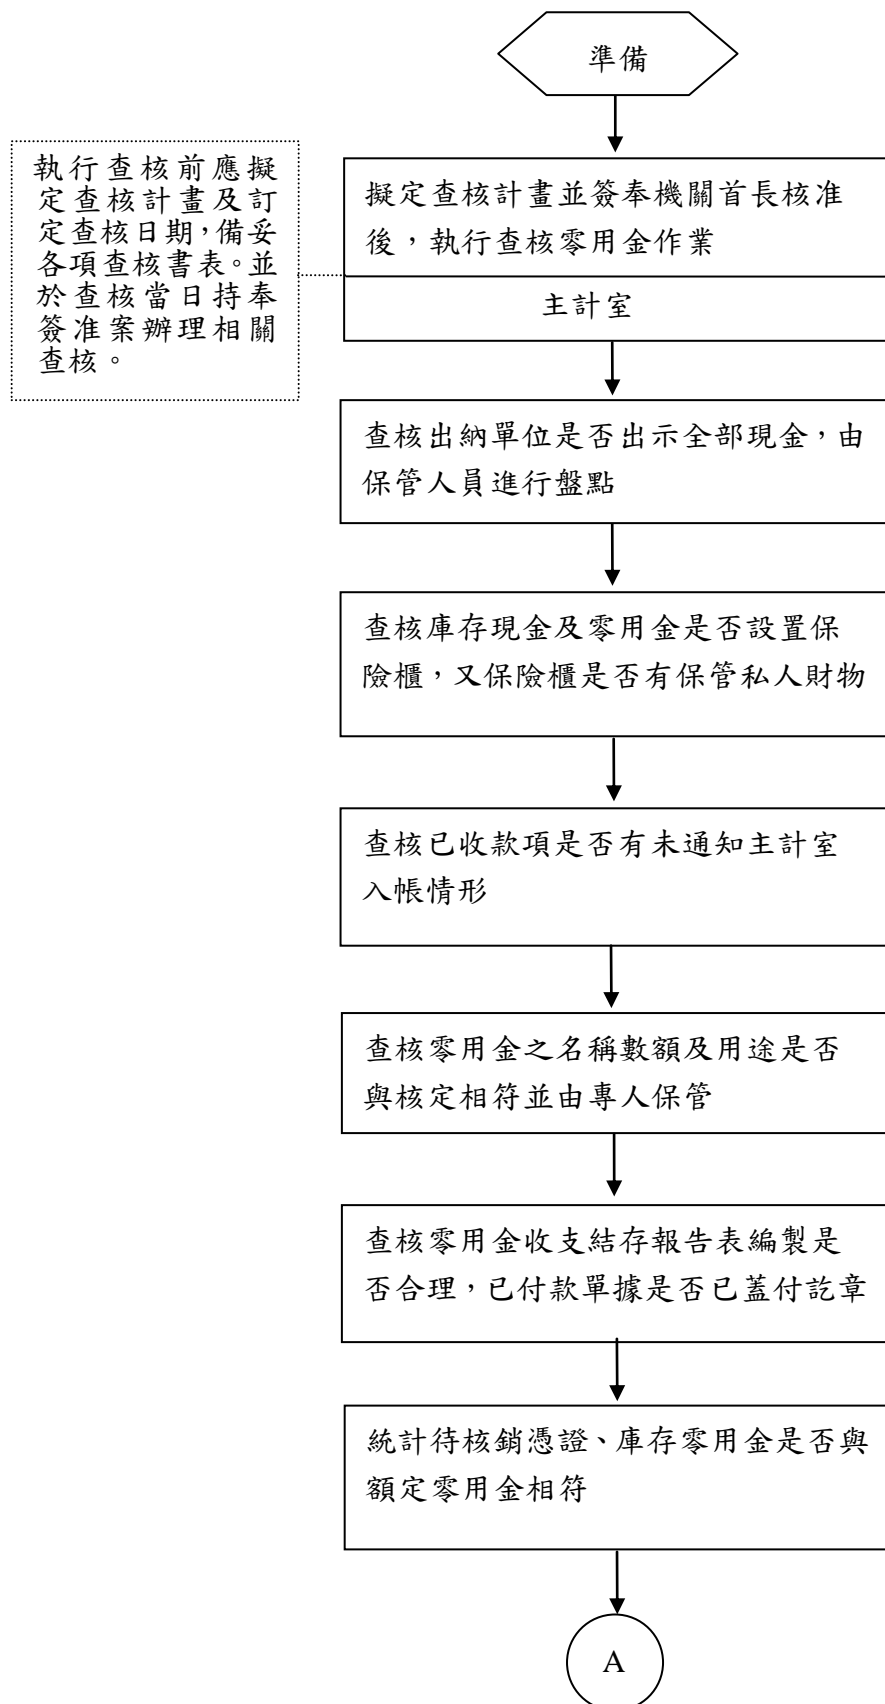 準備
執行查核前應擬
定查核計畫及訂
定查核日期,備妥
各項查核書表。並
於查核當日持奉
簽准案辦理相關
查核。
擬定查核計畫並簽奉機關首長核准
後,執行查核零用金作業
主計室
查核出納單位是否出示全部現金,由
保管人員進行盤點
查核庫存現金及零用金是否設置保
險櫃,又保險櫃是否有保管私人財物
查核已收款項是否有未通知主計室
入帳情形
查核零用金之名稱數額及用途是否
與核定相符並由專人保管
查核零用金收支結存報告表編製是
否合理,已付款單據是否已蓋付訖章
統計待核銷憑證、庫存零用金是否與
額定零用金相符
A